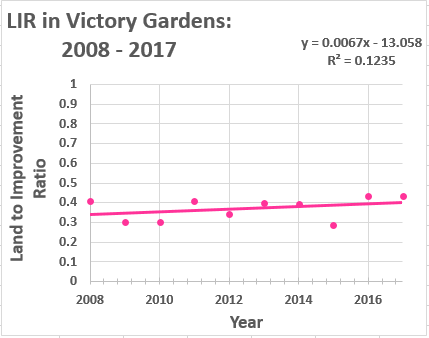 LIR in Victory Gardens:
2008 - 2017
y = 0.0067x - 13.058
R² = 0.1235
Land to Improvement
Ratio
1
0.9
0.8
0.7
0.6
0.5
0.4
0.3
0.2
0.1
0
2008 2010 2012 2014 2016
Year